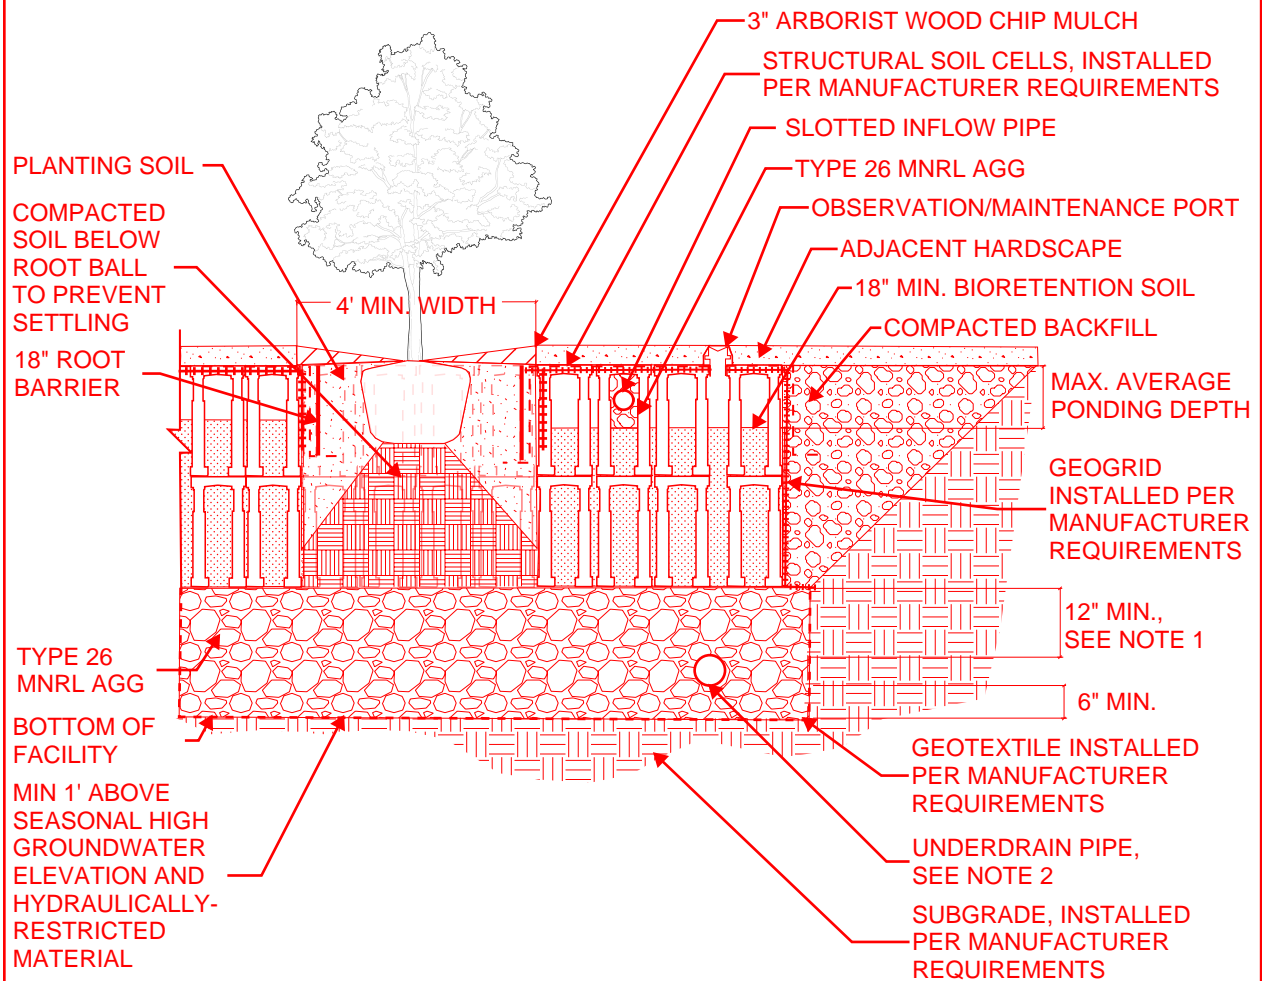 3" ARBORIST WOOD CHIP MULCH
STRUCTURAL SOIL CELLS, INSTALLED
PER MANUFACTURER REQUIREMENTS
SLOTTED INFLOW PIPE
TYPE 26 MNRL AGG
OBSERVATION/MAINTENANCE PORT
ADJACENT HARDSCAPE
18" MIN. BIORETENTION SOIL
COMPACTED BACKFILL
PLANTING SOIL
COMPACTED
SOIL BELOW
ROOT BALL
TO PREVENT
SETTLING
18" ROOT
BARRIER
4' MIN. WIDTH
MAX. AVERAGE
PONDING DEPTH
GEOGRID
INSTALLED PER
MANUFACTURER
REQUIREMENTS
12" MIN.,
SEE NOTE 1
6" MIN.
TYPE 26
MNRL AGG
BOTTOM OF
FACILITY
MIN 1' ABOVE
SEASONAL HIGH
GROUNDWATER
ELEVATION AND
HYDRAULICALLY-
RESTRICTED
MATERIAL
GEOTEXTILE INSTALLED
PER MANUFACTURER
REQUIREMENTS
UNDERDRAIN PIPE,
SEE NOTE 2
SUBGRADE, INSTALLED
PER MANUFACTURER
REQUIREMENTS